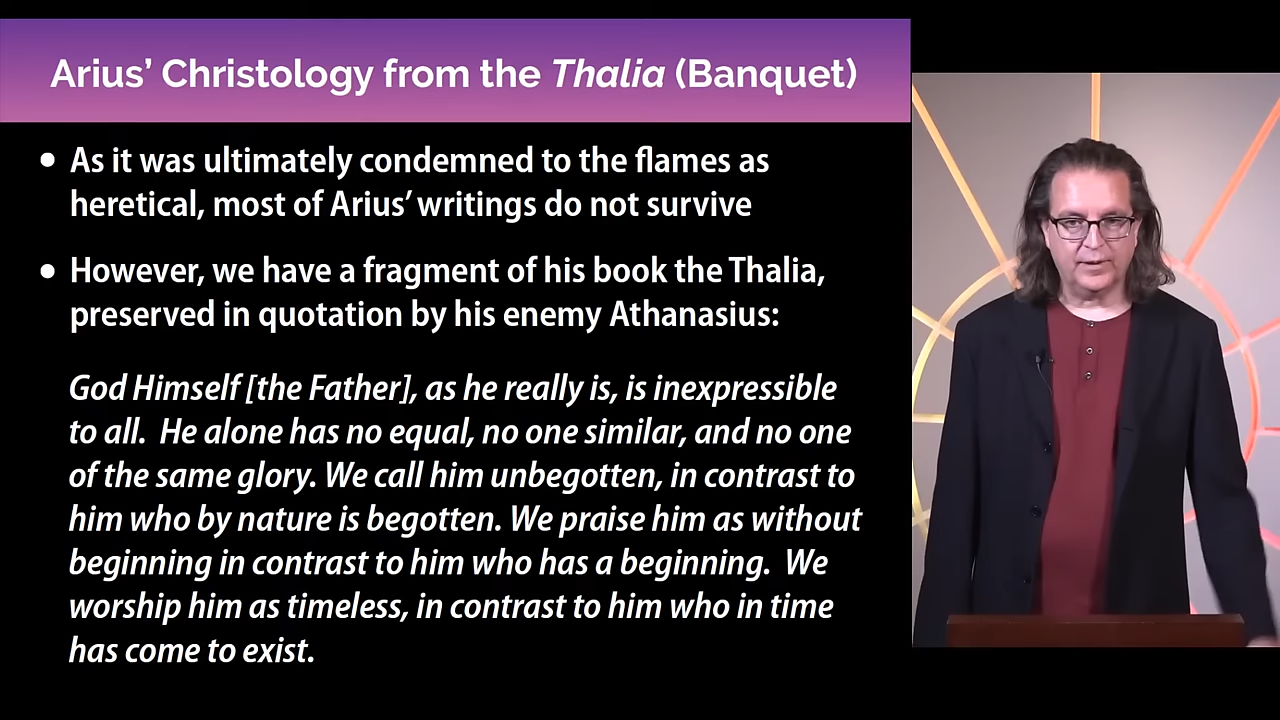 Arius’ Christology from the Thalia (Banquet)
• As it was ultimately condemned to the flames as
heretical, most of Arius’ writings do not survive
• However, we have a fragment of his book the Thalia,
preserved in quotation by his enemy Athanasius:
God Himself [the Father], as he really is, is inexpressible
to all.  He alone has no equal, no one similar, and no one
of the same glory. We call him unbegotten, in contrast to
him who by nature is begotten. We praise him as without
beginning in contrast to him who has a beginning.  We
worship him as timeless, in contrast to him who in time
has come to exist.